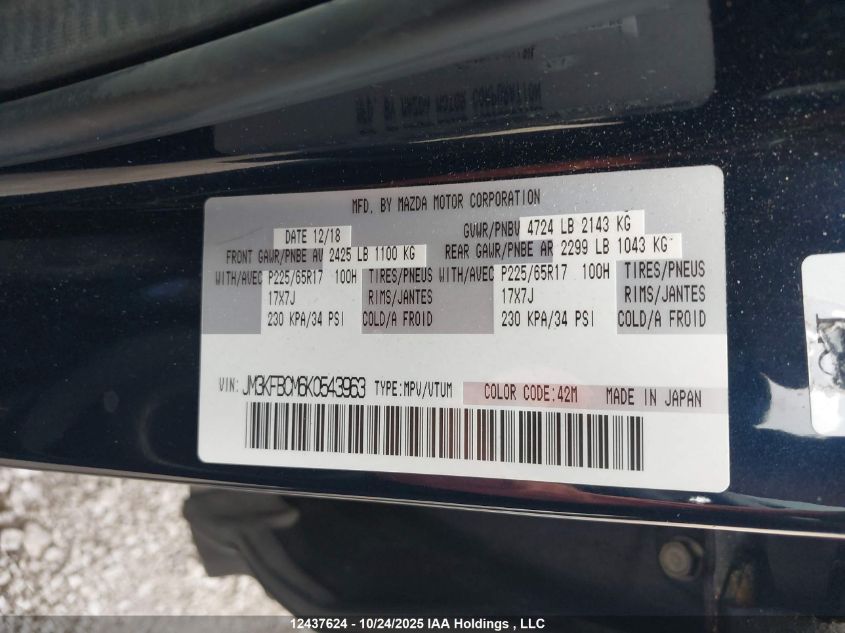 MFD. BY MAZDA MOTOR CORPORATION
DATE 12/18 GVWR/PNBV 4724 LB 2143 KG
FRONT GAWR/PNBE AV 2425 LB 1100 KG REAR GAWR/PNBE AR 2299 LB 1043 KG
WITH/AVEC P225/65R17 100H TIRES/PNEUS WITH/AVEC P225/65R17 100H TIRES/PNEUS
17X7J RIMS/JANTES 17X7J RIMS/JANTES
230 KPA/34 PSI COLD/A FROID 230 KPA/34 PSI COLD/A FROID
VIN: JM3KFBCM6K0543963 TYPE:MPV/VTUM COLOR CODE:42M MADE IN JAPAN
12437624 - 10/24/2025 IAA Holdings , LLC